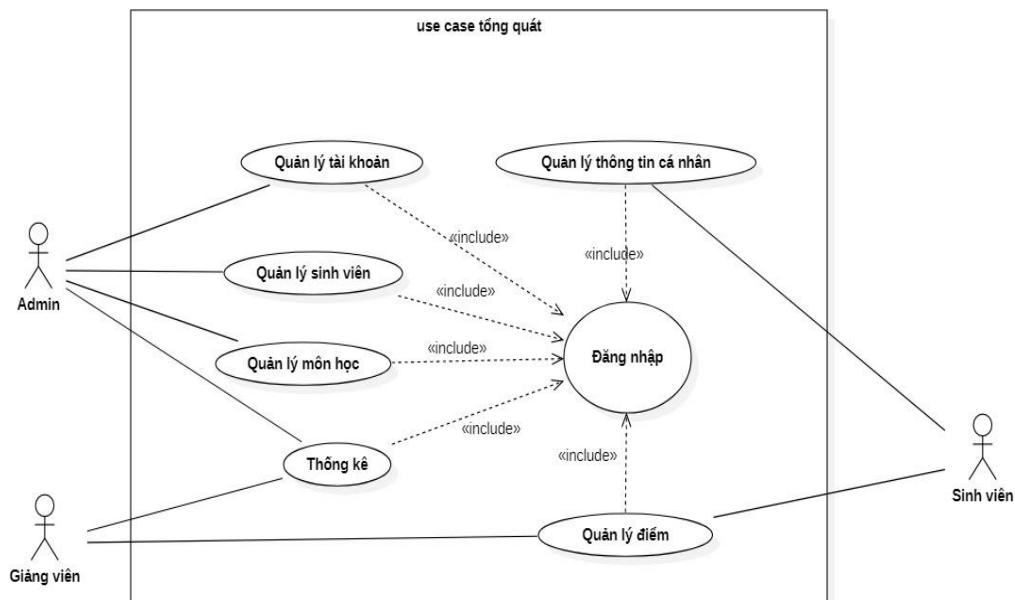 use case tổng quát
Quản lý tài khoản
Quản lý thông tin cá nhân
«include»
«include»
Quản lý sinh viên
«include»
Admin
«include»
Đăng nhập
Quản lý môn học
«include»
«include»
Thống kê
Sinh viên
Quản lý điểm
Giảng viên